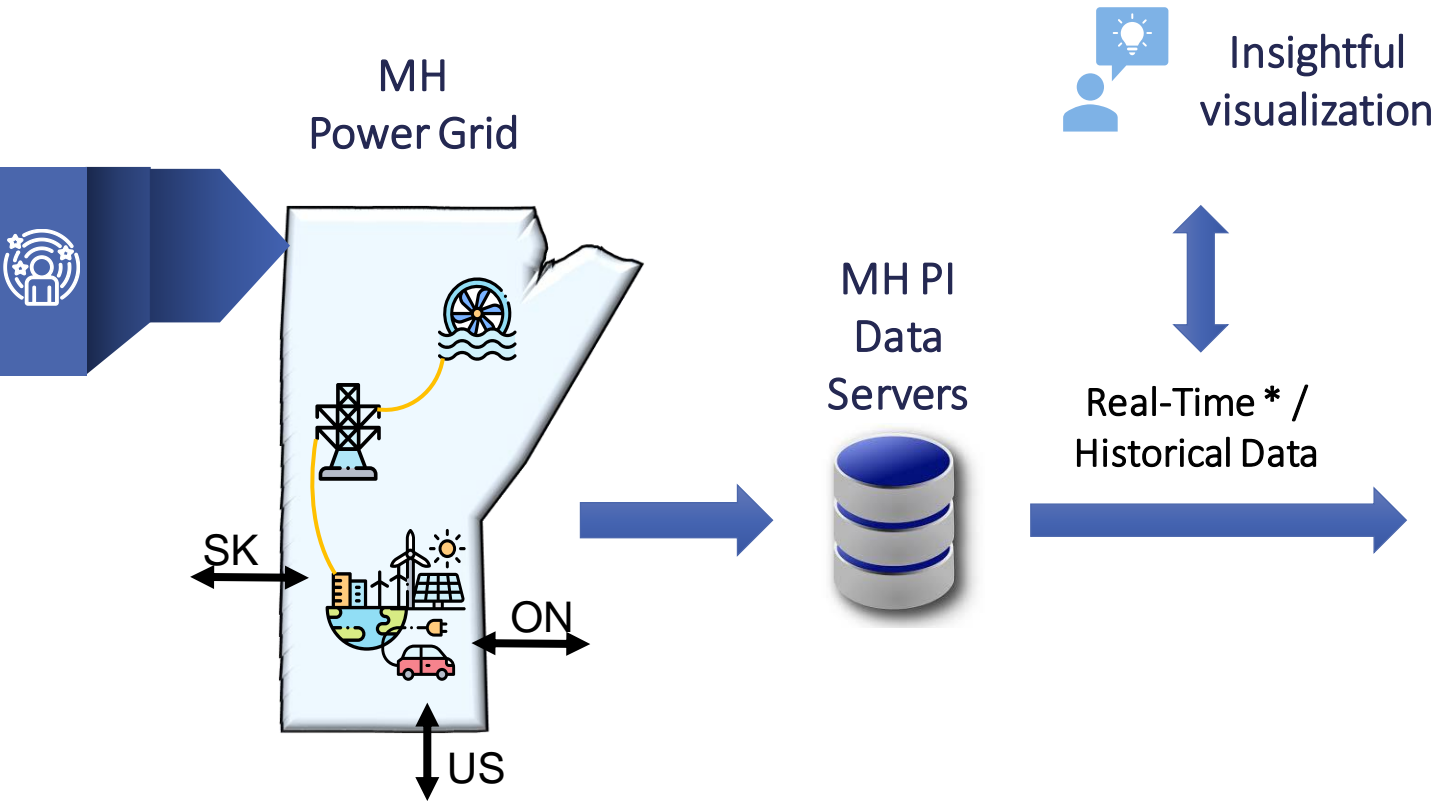 MH
Power Grid
Insightful
visualization
MH PI
Data
Servers
Real-Time * /
Historical Data
SK
ON
US